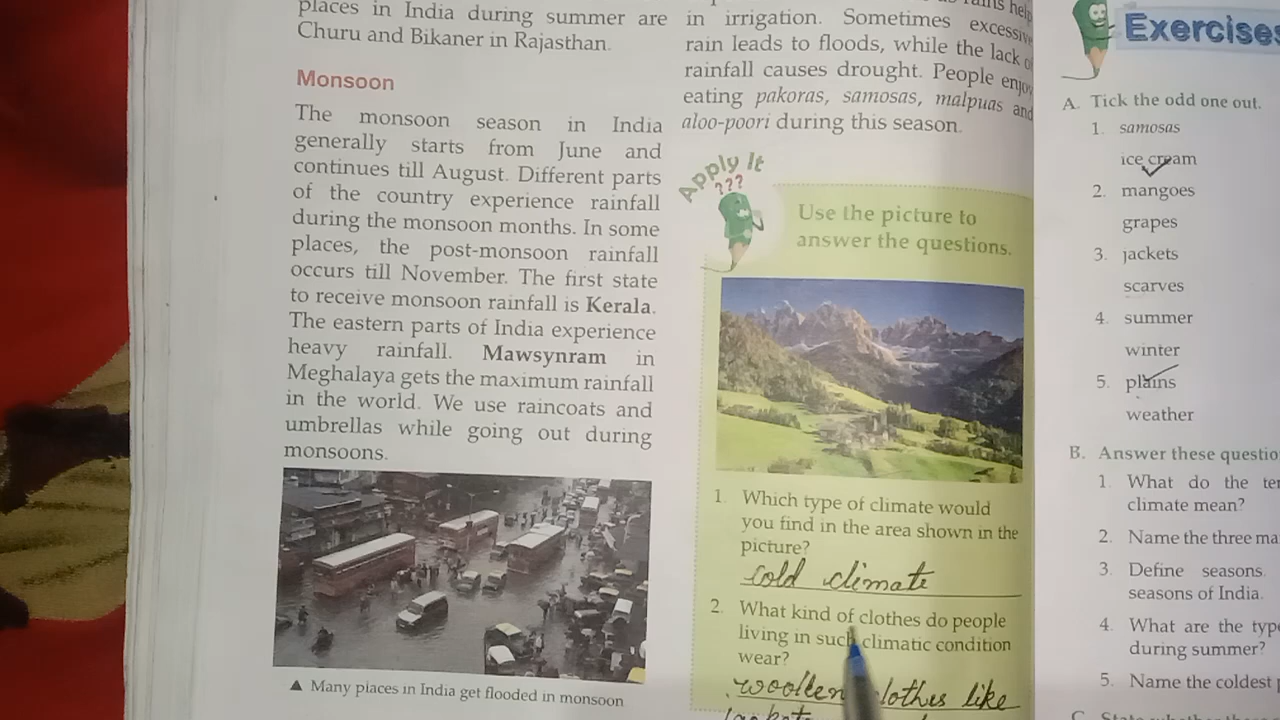 places in India during summer are
Churu and Bikaner in Rajasthan.
Monsoon
The monsoon season in India
generally starts from June and
continues till August. Different parts
of the country experience rainfall
during the monsoon months. In some
places, the post-monsoon rainfall
occurs till November. The first state
to receive monsoon rainfall is Kerala.
The eastern parts of India experience
heavy rainfall. Mawsynram in
Meghalaya gets the maximum rainfall
in the world. We use raincoats and
umbrellas while going out during
monsoons.
▲ Many places in India get flooded in monsoon
rains help
in irrigation. Sometimes excessive
rain leads to floods, while the lack of
rainfall causes drought. People enjoy
eating pakoras, samosas, malpuas and
aloo-poori during this season.
Apply It
???
Use the picture to
answer the questions.
1. Which type of climate would
you find in the area shown in the
picture?
cold climate
2. What kind of clothes do people
living in such climatic condition
wear?
woollen clothes like
Exercises
A. Tick the odd one out.
1. samosas
ice cream
2. mangoes
grapes
3. jackets
scarves
4. summer
winter
5. plains
weather
B. Answer these questio
1. What do the ter
climate mean?
2. Name the three ma
3. Define seasons.
seasons of India.
4. What are the type
during summer?
5. Name the coldest p